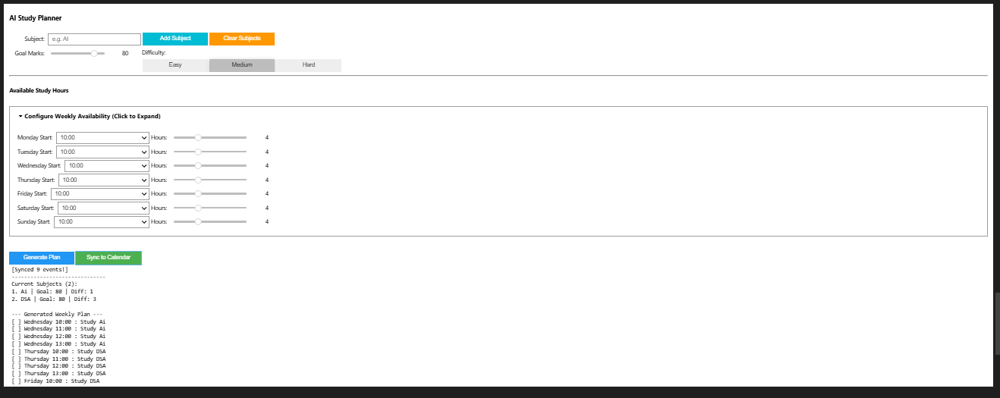 AI Study Planner
Subject: e.g. AI Add Subject Clear Subjects
Goal Marks: 80 Difficulty:
Easy Medium Hard
Available Study Hours
Configure Weekly Availability (Click to Expand)
Monday Start: 10:00 Hours: 4
Tuesday Start: 10:00 Hours: 4
Wednesday Start: 10:00 Hours: 4
Thursday Start: 10:00 Hours: 4
Friday Start: 10:00 Hours: 4
Saturday Start: 10:00 Hours: 4
Sunday Start: 10:00 Hours: 4
Generate Plan Sync to Calendar
[Synced 9 events!]
------------------------------
Current Subjects (2):
1. Ai | Goal: 80 | Diff: 1
2. DSA | Goal: 80 | Diff: 3
--- Generated Weekly Plan ---
[ ] Wednesday 10:00 : Study Ai
[ ] Wednesday 11:00 : Study Ai
[ ] Wednesday 12:00 : Study Ai
[ ] Wednesday 13:00 : Study Ai
[ ] Thursday 10:00 : Study DSA
[ ] Thursday 11:00 : Study DSA
[ ] Thursday 12:00 : Study DSA
[ ] Thursday 13:00 : Study DSA
[ ] Friday 10:00 : Study DSA